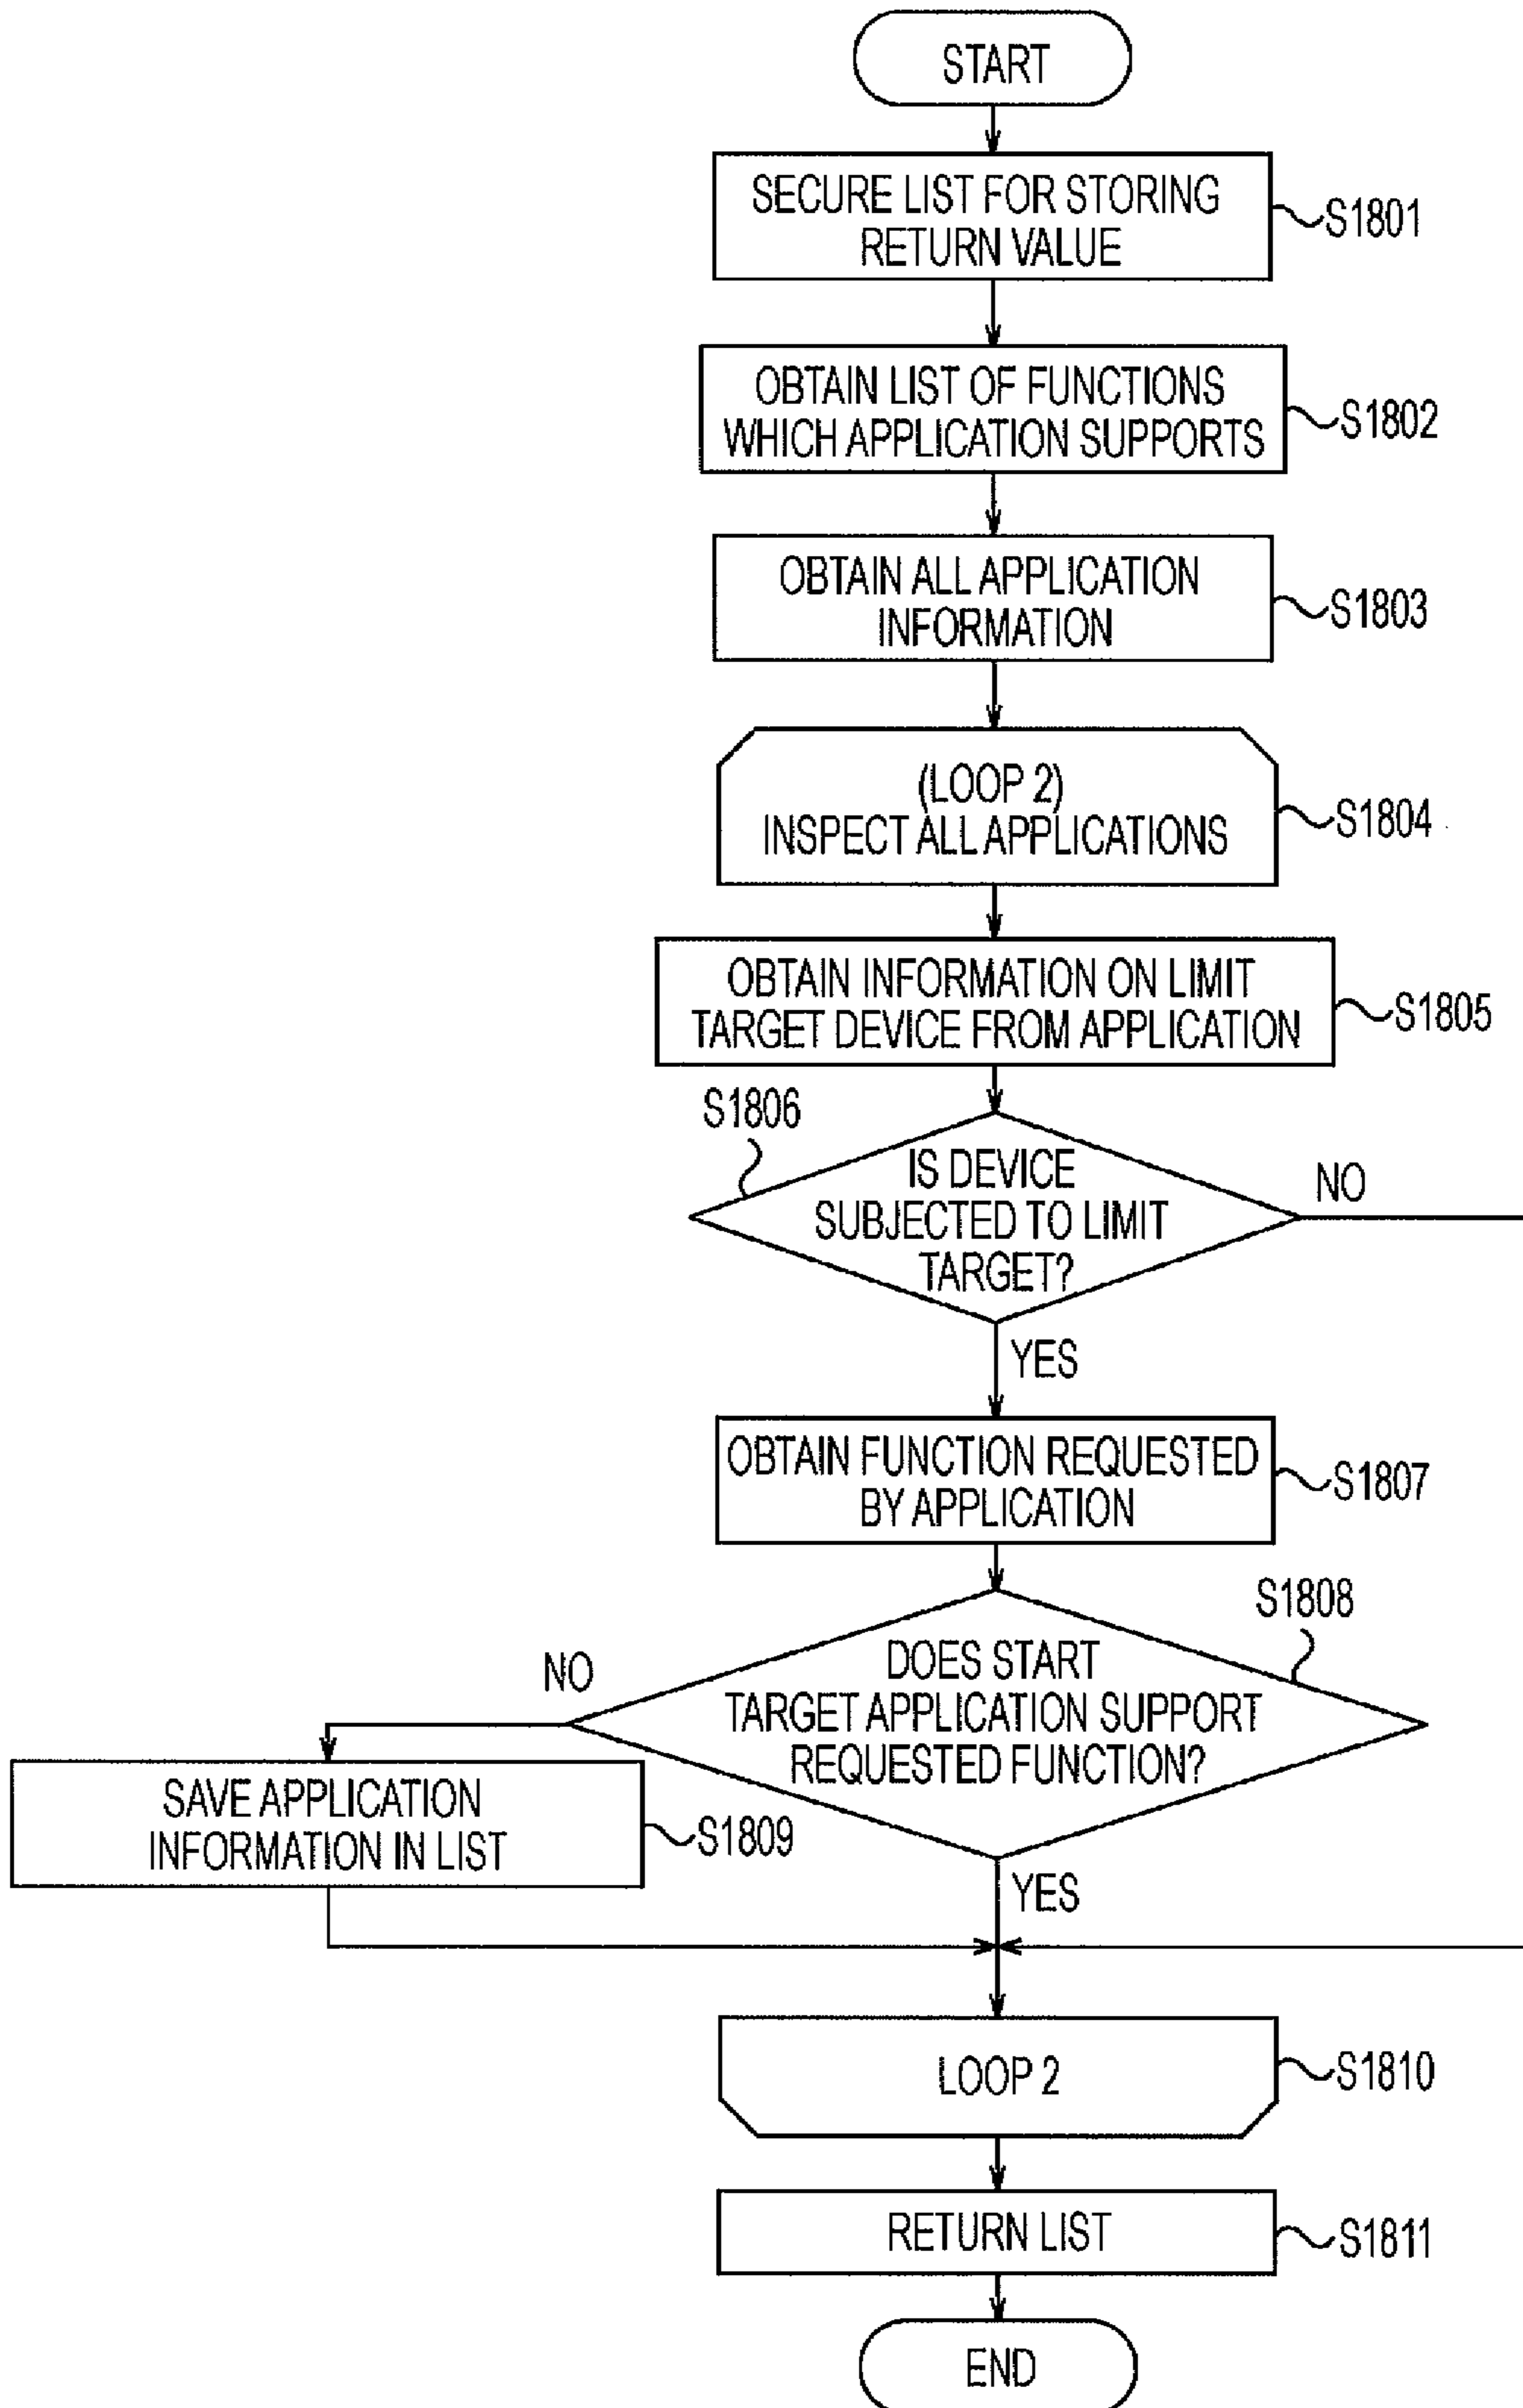 START
SECURE LIST FOR STORING
RETURN VALUE
S1801
OBTAIN LIST OF FUNCTIONS
WHICH APPLICATION SUPPORTS
S1802
OBTAIN ALL APPLICATION
INFORMATION
S1803
(LOOP 2)
INSPECT ALL APPLICATIONS
S1804
OBTAIN INFORMATION ON LIMIT
TARGET DEVICE FROM APPLICATION
S1805
S1806
IS DEVICE
SUBJECTED TO LIMIT
TARGET?
NO
YES
OBTAIN FUNCTION REQUESTED
BY APPLICATION
S1807
S1808
DOES START
TARGET APPLICATION SUPPORT
REQUESTED FUNCTION?
NO
SAVE APPLICATION
INFORMATION IN LIST
S1809
YES
LOOP 2
S1810
RETURN LIST
S1811
END